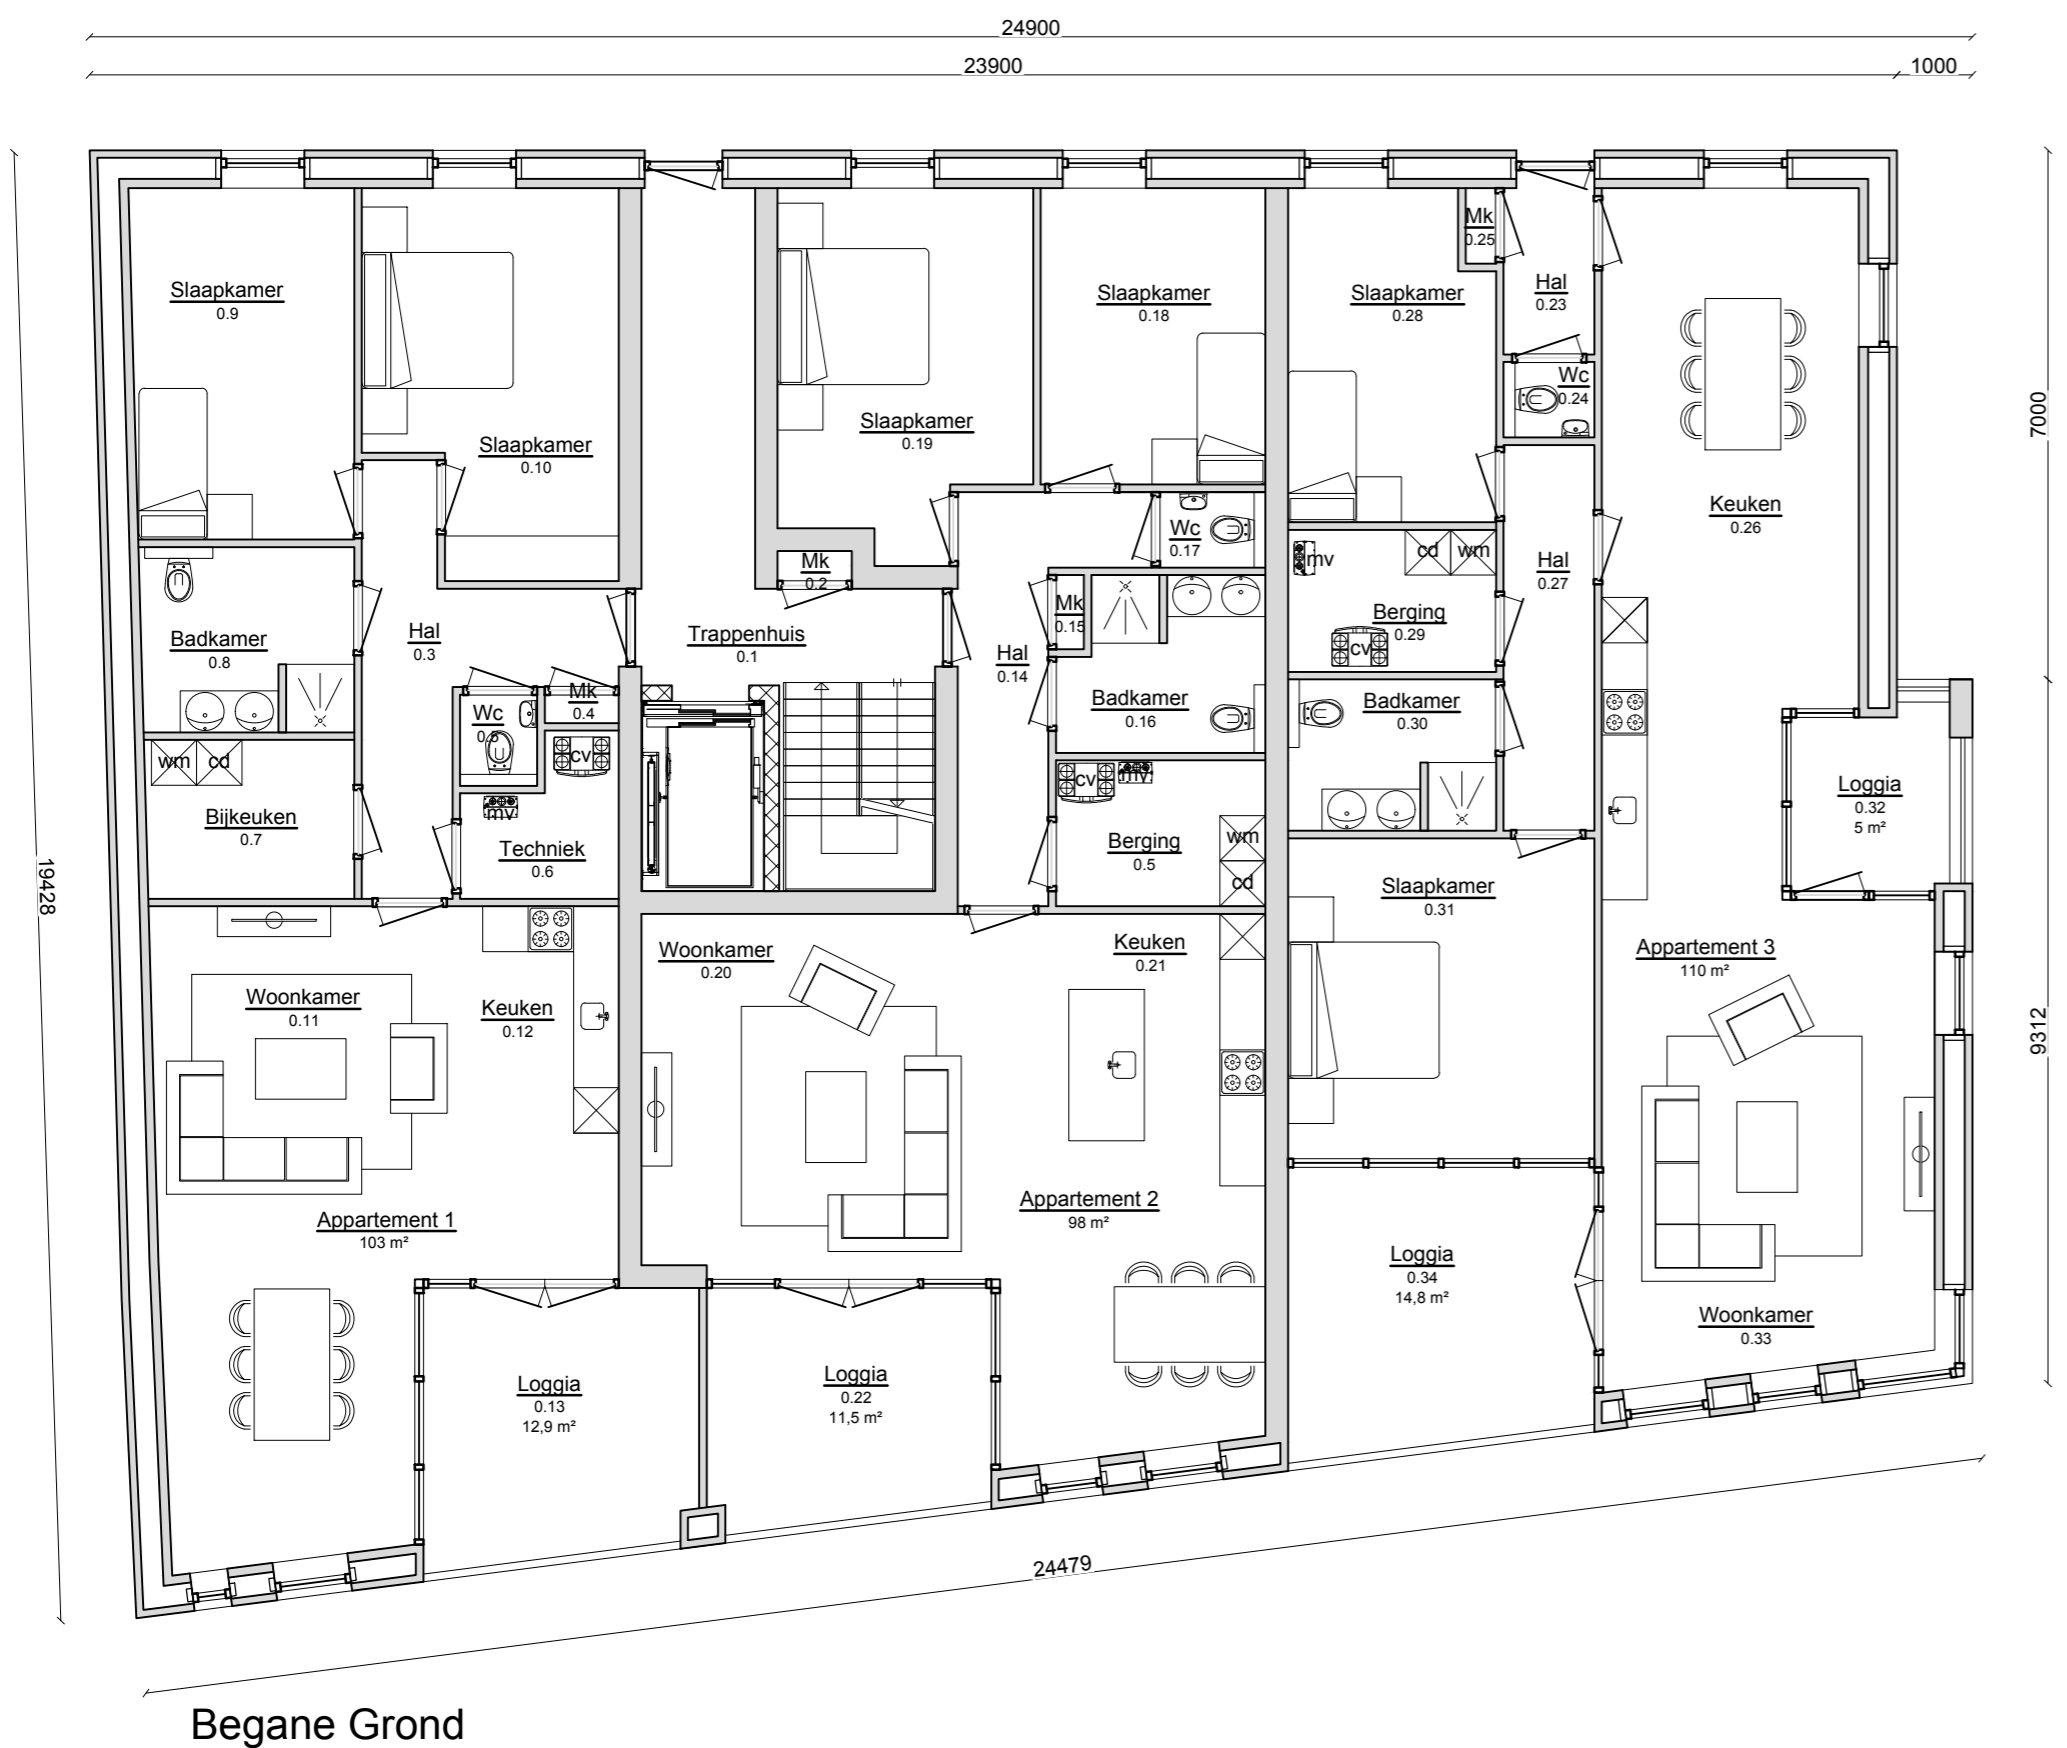 24900
23900
1000
19428
7000
9312
24479
Slaapkamer
0.9
Slaapkamer
0.10
Badkamer
0.8
wm
cd
Bijkeuken
0.7
Hal
0.3
Wc
Mk
0.4
cv
mv
Techniek
0.6
Woonkamer
0.11
Keuken
0.12
Appartement 1
103 m²
Loggia
0.13
12,9 m²
Trappenhuis
0.1
Mk
0.2
Slaapkamer
0.19
Slaapkamer
0.18
Wc
0.17
Mk
0.15
Hal
0.14
Badkamer
0.16
cv
mv
Berging
0.5
wm
cd
Woonkamer
0.20
Keuken
0.21
Appartement 2
98 m²
Loggia
0.22
11,5 m²
Slaapkamer
0.28
Mk
0.25
Hal
0.23
Wc
0.24
Keuken
0.26
mv
cd
wm
Berging
0.29
cv
Hal
0.27
Badkamer
0.30
Slaapkamer
0.31
Loggia
0.32
5 m²
Appartement 3
110 m²
Loggia
0.34
14,8 m²
Woonkamer
0.33
Begane Grond